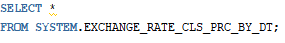 SELECT *
FROM SYSTEM.EXCHANGE_RATE_CLS_PRC_BY_DT;